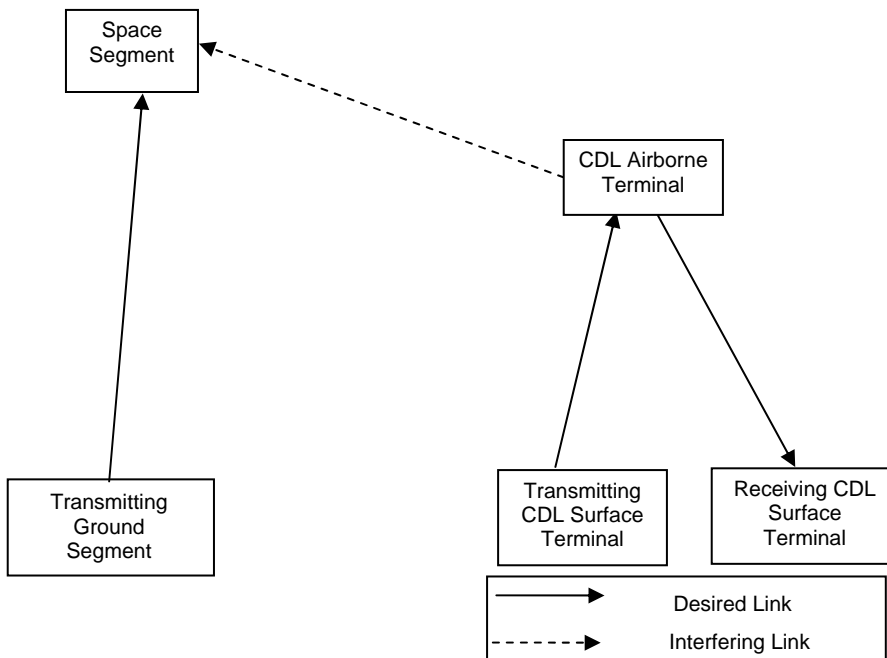 Space
Segment
CDL Airborne
Terminal
Transmitting
Ground
Segment
Transmitting
CDL Surface
Terminal
Receiving CDL
Surface
Terminal
Desired Link
Interfering Link